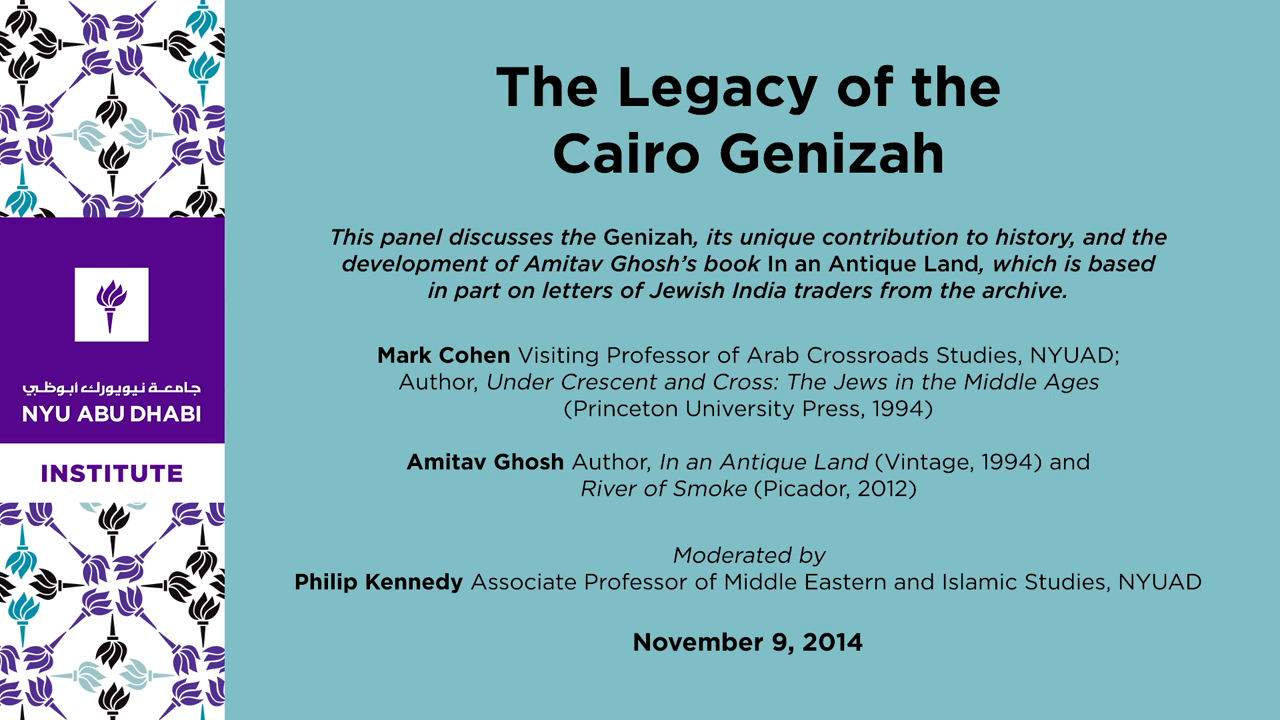 The Legacy of the
Cairo Genizah
This panel discusses the Genizah, its unique contribution to history, and the
development of Amitav Ghosh’s book In an Antique Land, which is based
in part on letters of Jewish India traders from the archive.
Mark Cohen Visiting Professor of Arab Crossroads Studies, NYUAD;
Author, Under Crescent and Cross: The Jews in the Middle Ages
(Princeton University Press, 1994)
Amitav Ghosh Author, In an Antique Land (Vintage, 1994) and
River of Smoke (Picador, 2012)
Moderated by
Philip Kennedy Associate Professor of Middle Eastern and Islamic Studies, NYUAD
November 9, 2014
جامعـة نيويورك أبوظبي
NYU ABU DHABI
INSTITUTE